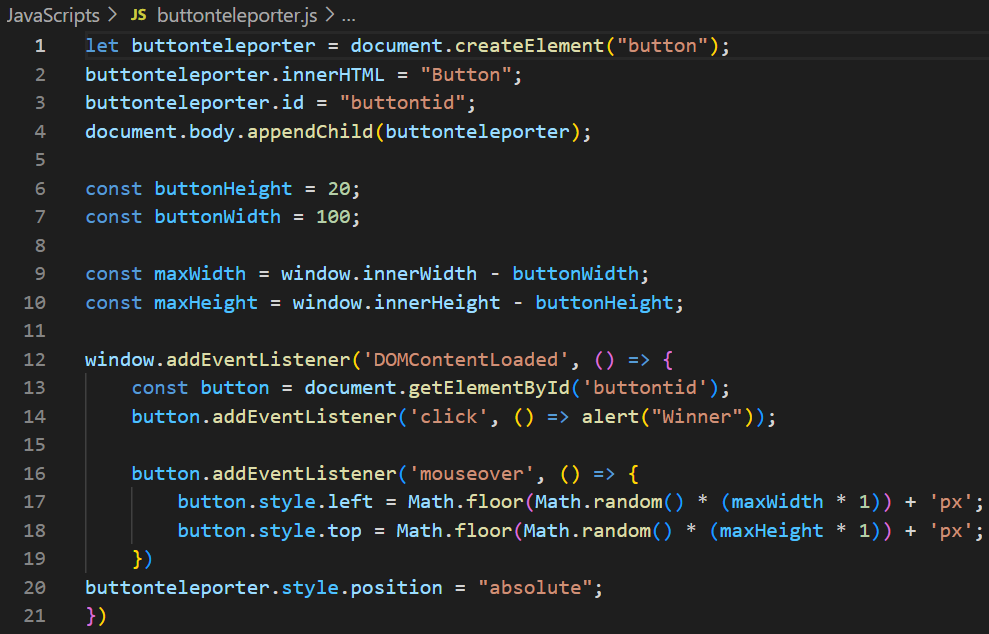 JavaScripts > JS buttonteleporter.js > ...
1 let buttonteleporter = document.createElement("button");
2 buttonteleporter.innerHTML = "Button";
3 buttonteleporter.id = "buttontid";
4 document.body.appendChild(buttonteleporter);
5
6 const buttonHeight = 20;
7 const buttonWidth = 100;
8
9 const maxWidth = window.innerWidth - buttonWidth;
10 const maxHeight = window.innerHeight - buttonHeight;
11
12 window.addEventListener('DOMContentLoaded', () => {
13     const button = document.getElementById('buttontid');
14     button.addEventListener('click', () => alert("Winner"));
15
16     button.addEventListener('mouseover', () => {
17         button.style.left = Math.floor(Math.random() * (maxWidth * 1)) + 'px';
18         button.style.top = Math.floor(Math.random() * (maxHeight * 1)) + 'px';
19     })
20 buttonteleporter.style.position = "absolute";
21 })